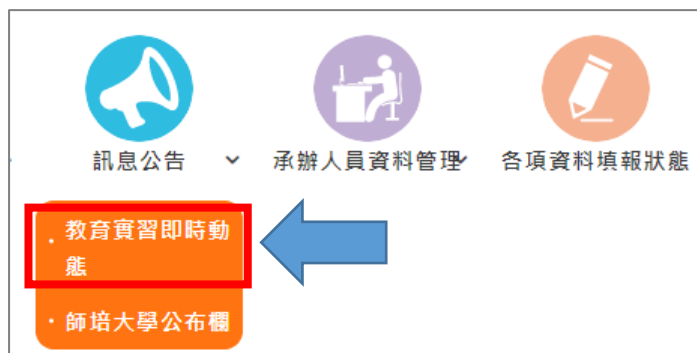 訊息公告
承辦人員資料管理
各項資料填報狀態
・教育實習即時動
態
・師培大學公布欄